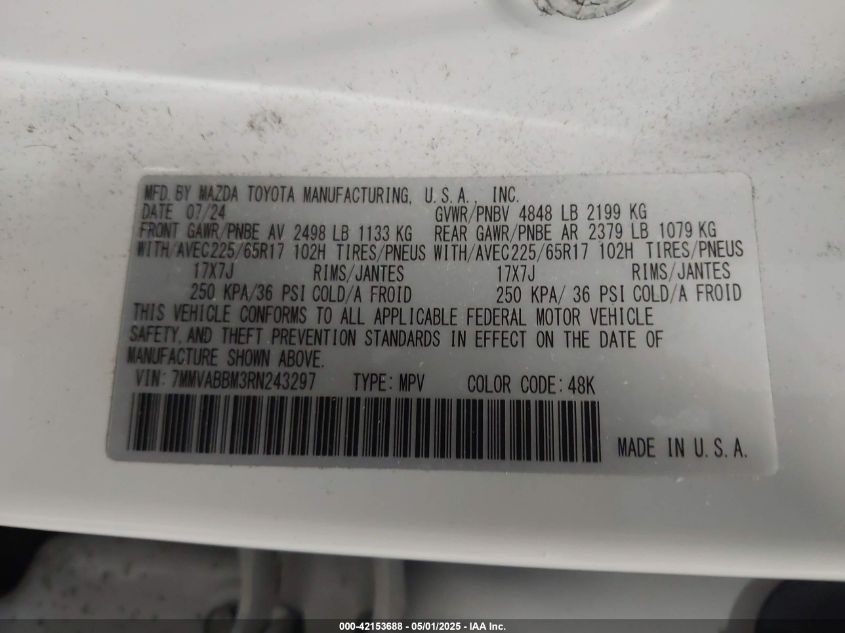 MFD. BY MAZDA TOYOTA MANUFACTURING, U.S.A., INC.
DATE 07/24 GVWR/PNBV 4848 LB 2199 KG
FRONT GAWR/PNBE AV 2498 LB 1133 KG REAR GAWR/PNBE AR 2379 LB 1079 KG
WITH/AVEC225/65R17 102H TIRES/PNEUS WITH/AVEC225/65R17 102H TIRES/PNEUS
17X7J RIMS/JANTES 17X7J RIMS/JANTES
250 KPA/36 PSI COLD/A FROID 250 KPA/ 36 PSI COLD/A FROID
THIS VEHICLE CONFORMS TO ALL APPLICABLE FEDERAL MOTOR VEHICLE
SAFETY, AND THEFT PREVENTION STANDARDS IN EFFECT ON THE DATE OF
MANUFACTURE SHOWN ABOVE.
VIN: 7MMVABBM3RN243297 TYPE: MPV COLOR CODE: 48K
MADE IN U.S.A.
000-42153688 - 05/01/2025 - IAA Inc.